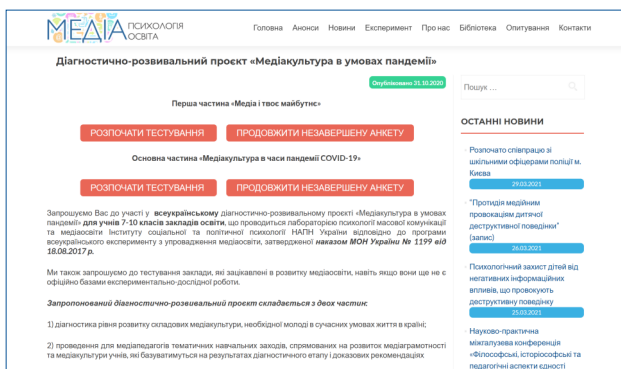 МЕДІА ПСИХОЛОГІЯ
ОСВІТА
Головна Анонси Новини Експеримент Про нас Бібліотека Опитування Контакти
Діагностично-розвивальний проєкт «Медіакультура в умовах пандемії»
Опубліковано 31.10.2020
Перша частина «Медіа і твоє майбутнє»
РОЗПОЧАТИ ТЕСТУВАННЯ ПРОДОВЖИТИ НЕЗАВЕРШЕНУ АНКЕТУ
Основна частина «Медіакультура в часи пандемії COVID-19»
РОЗПОЧАТИ ТЕСТУВАННЯ ПРОДОВЖИТИ НЕЗАВЕРШЕНУ АНКЕТУ
Запрошуємо Вас до участі у всеукраїнському діагностично-розвивальному проєкті «Медіакультура в умовах
пандемії» для учнів 7-10 класів закладів освіти, що проводиться лабораторією психології масової комунікації
та медіаосвіти Інституту соціальної та політичної психології НАПН України відповідно до програми
всеукраїнського експерименту з упровадження медіаосвіти, затвердженої наказом МОН України № 1199 від
18.08.2017 р.
Ми також запрошуємо до тестування заклади, які зацікавлені в розвитку медіаосвіти, навіть якщо вони ще не є
офіційно базами експериментально-дослідної роботи.
Запропонований діагностично-розвивальний проєкт складається з двох частин:
1) діагностика рівня розвитку складових медіакультури, необхідної молоді в сучасних умовах життя в країні;
2) проведення для медіапедагогів тематичних навчальних заходів, спрямованих на розвиток медіаграмотності
та медіакультури учнів, які базуватимуться на результатах діагностичного етапу і доказових рекомендаціях
Пошук ...
ОСТАННІ НОВИНИ
Розпочато співпрацю зі
шкільними офіцерами поліції м.
Києва
29.03.2021
"Протидія медійним
провокаціям дитячої
деструктивної поведінки"
(запис)
26.03.2021
Психологічний захист дітей від
негативних інформаційних
впливів, що провокують
деструктивну поведінку
25.03.2021
Науково-практична
міжгалузева конференція
«Філософські, історіософські та
педагогічні аспекти єдності